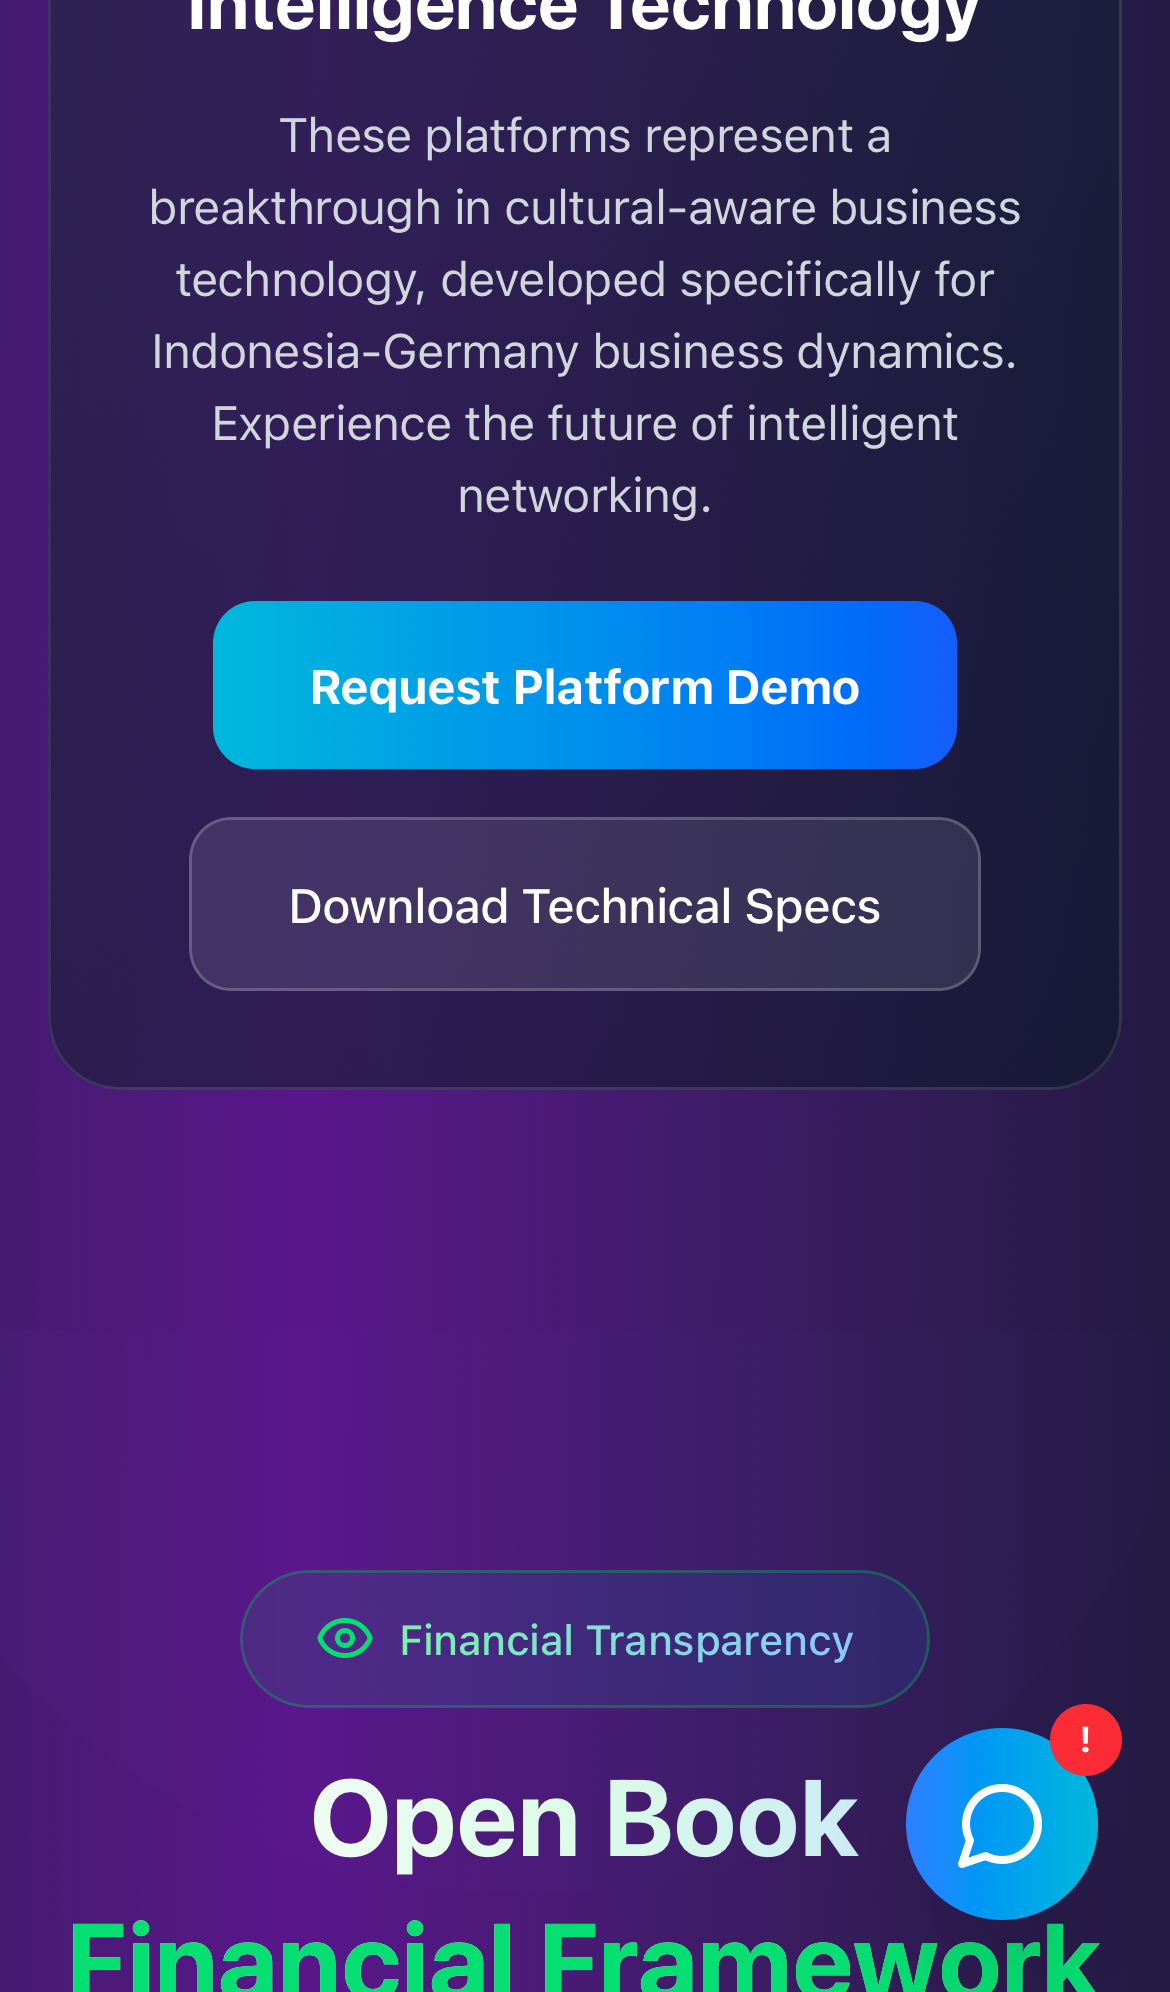 Intelligence Technology
These platforms represent a
breakthrough in cultural-aware business
technology, developed specifically for
Indonesia-Germany business dynamics.
Experience the future of intelligent
networking.
Request Platform Demo
Download Technical Specs
Financial Transparency
!
Open Book
Financial Framework